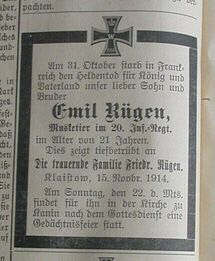 Am 31. Oktober starb in Frank-
reich den Heldentod für König und
Vaterland unser lieber Sohn und
Bruder
Emil Rügen,
Musketier im 20. Inf.-Regt.
im Alter von 21 Jahren.
Dies zeigt tiefbetrübt an
Die trauernde Familie Friedr. Rügen.
Klaistow, 15. Novbr. 1914.
Am Sonntag, den 22. d. Mts.
findet für ihn in der Kirche zu
Kanin nach dem Gottesdienst eine
Gedächtnisfeier statt.